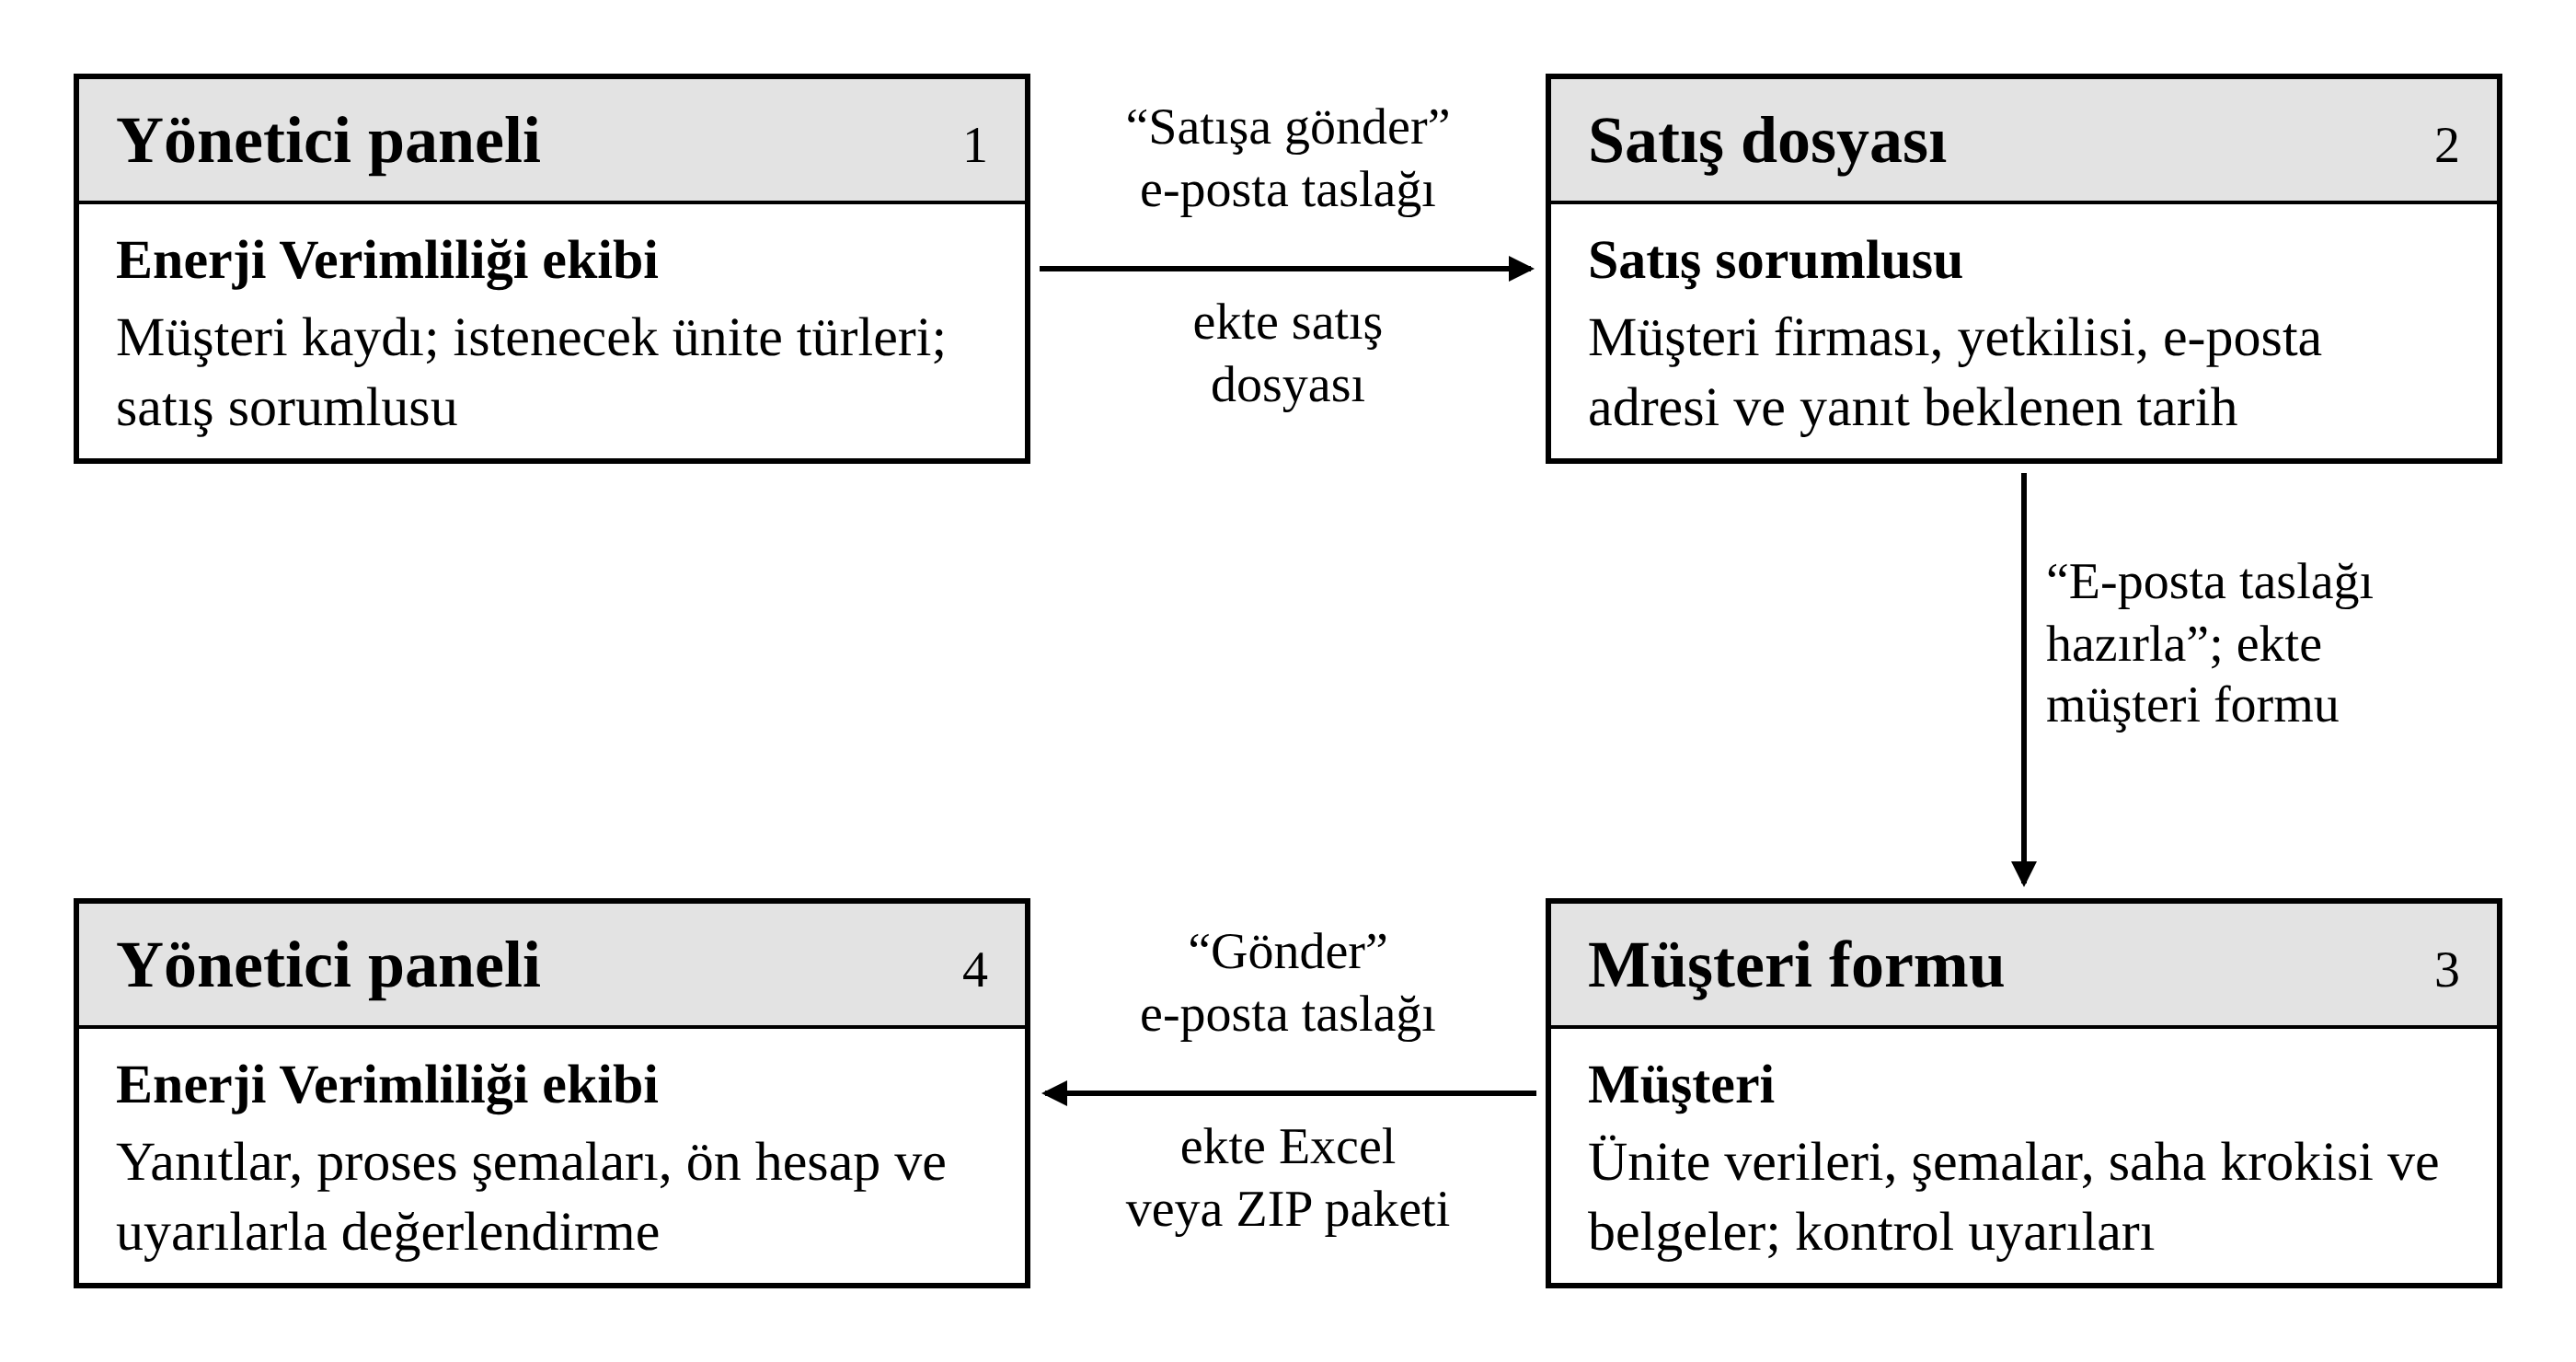 Yönetici paneli 1
Enerji Verimliliği ekibi
Müşteri kaydı; istenecek ünite türleri;
satış sorumlusu
“Satışa gönder”
e-posta taslağı
ekte satış
dosyası
Satış dosyası 2
Satış sorumlusu
Müşteri firması, yetkilisi, e-posta
adresi ve yanıt beklenen tarih
“E-posta taslağı
hazırla”; ekte
müşteri formu
Müşteri formu 3
Müşteri
Ünite verileri, şemalar, saha krokisi ve
belgeler; kontrol uyarıları
“Gönder”
e-posta taslağı
ekte Excel
veya ZIP paketi
Yönetici paneli 4
Enerji Verimliliği ekibi
Yanıtlar, proses şemaları, ön hesap ve
uyarılarla değerlendirme